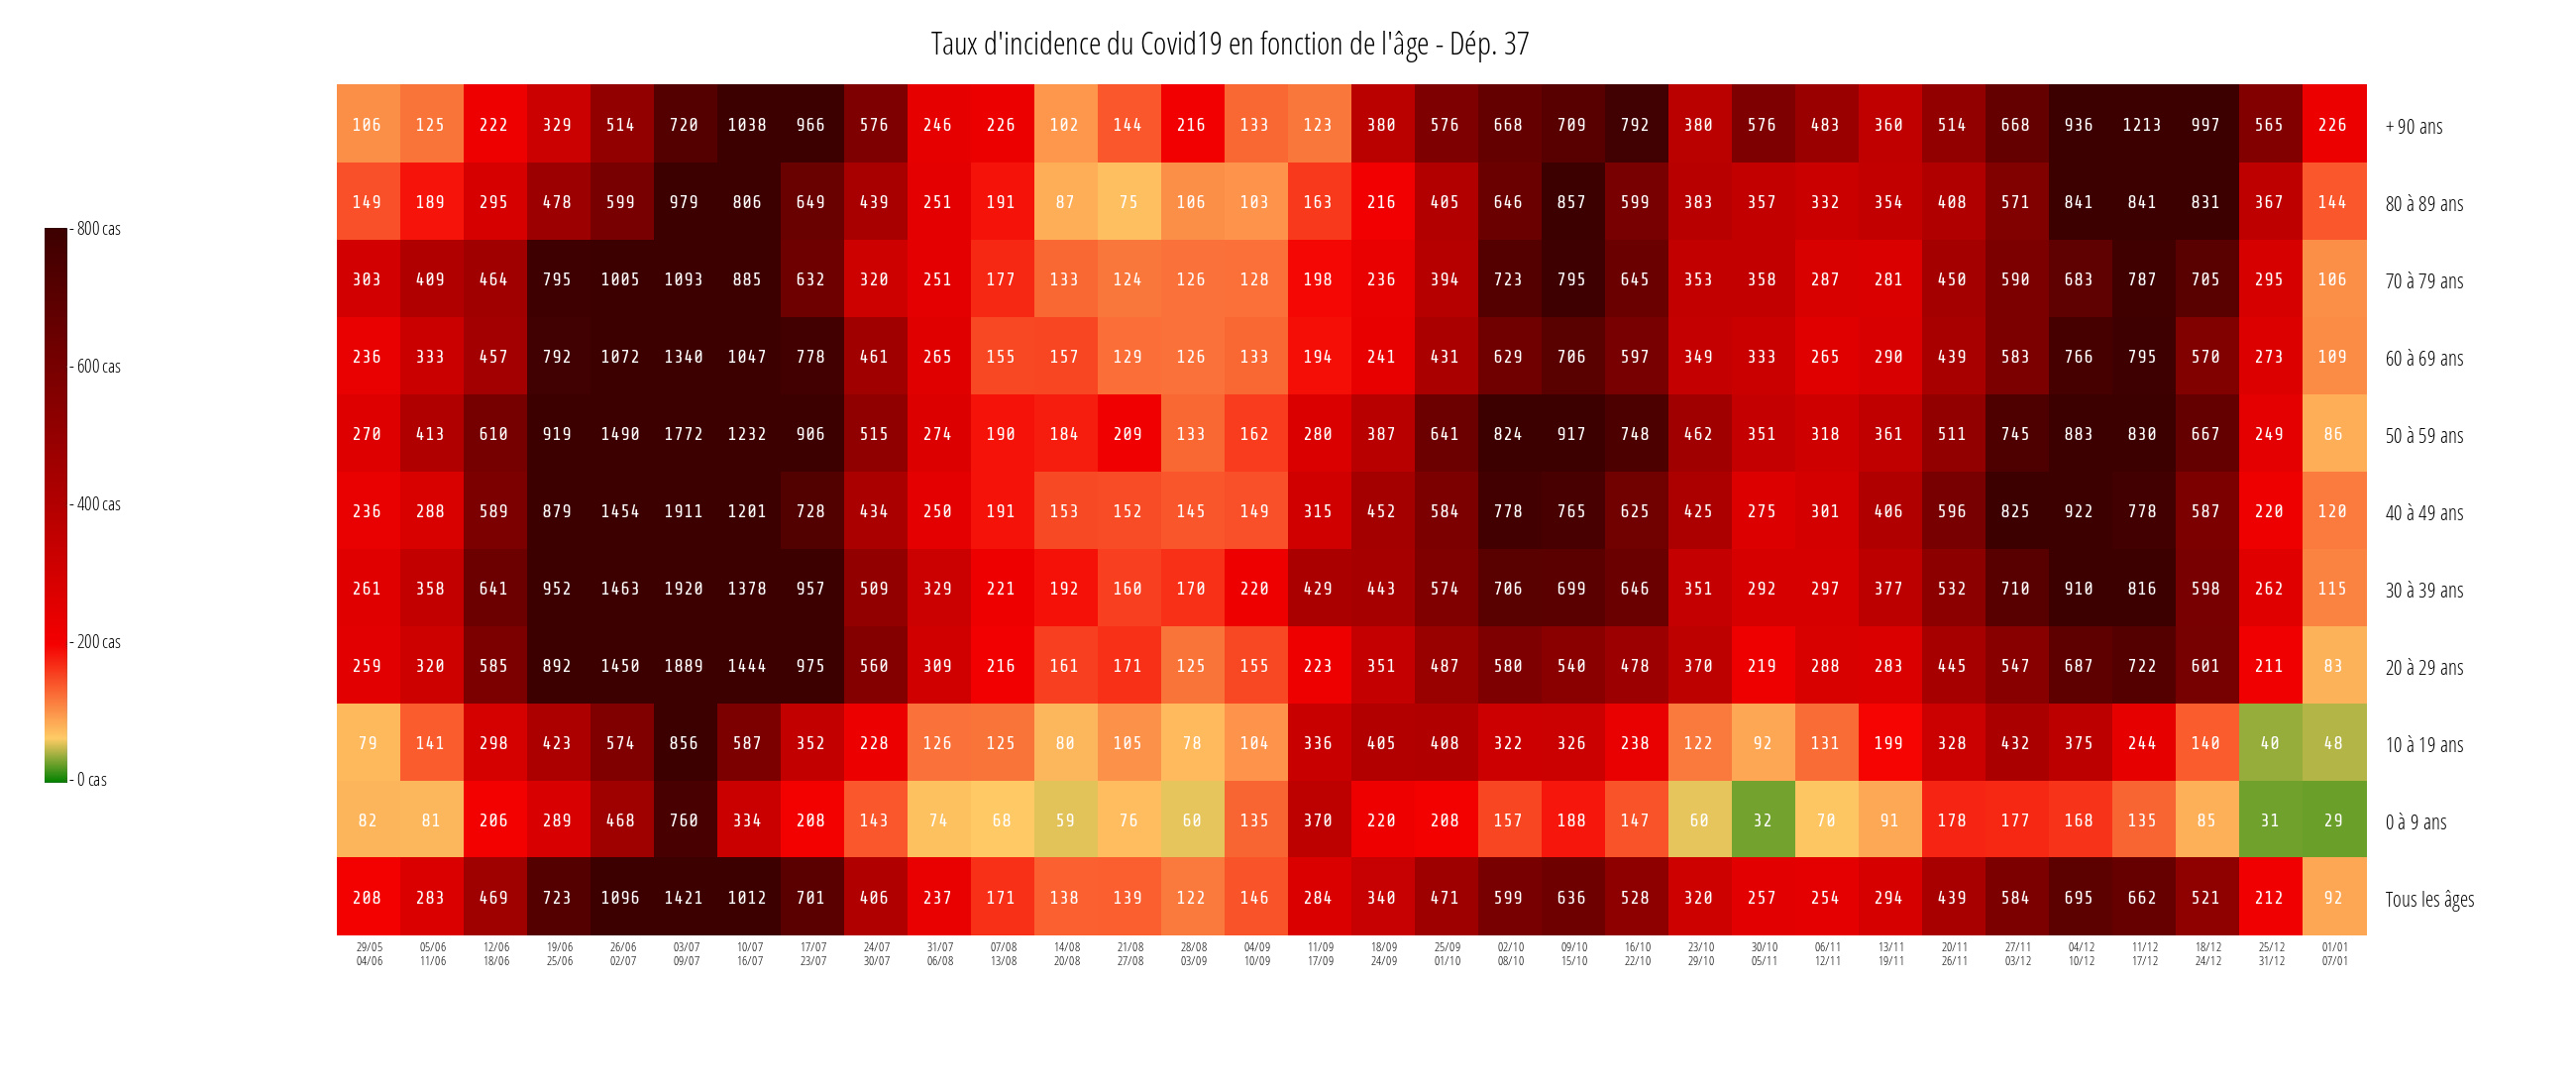 Taux d'incidence du Covid19 en fonction de l'âge - Dép. 37
- 800 cas
- 600 cas
- 400 cas
- 200 cas
- 0 cas
106 125 222 329 514 720 1038 966 576 246 226 102 144 216 133 123 380 576 668 709 792 380 576 483 360 514 668 936 1213 997 565 226 + 90 ans
149 189 295 478 599 979 806 649 439 251 191 87 75 106 103 163 216 405 646 857 599 383 357 332 354 408 571 841 841 831 367 144 80 à 89 ans
303 409 464 795 1005 1093 885 632 320 251 177 133 124 126 128 198 236 394 723 795 645 353 358 287 281 450 590 683 787 705 295 106 70 à 79 ans
236 333 457 792 1072 1340 1047 778 461 265 155 157 129 126 133 194 241 431 629 706 597 349 333 265 290 439 583 766 795 570 273 109 60 à 69 ans
270 413 610 919 1490 1772 1232 906 515 274 190 184 209 133 162 280 387 641 824 917 748 462 351 318 361 511 745 883 830 667 249 86 50 à 59 ans
236 288 589 879 1454 1911 1201 728 434 250 191 153 152 145 149 315 452 584 778 765 625 425 275 301 406 596 825 922 778 587 220 120 40 à 49 ans
261 358 641 952 1463 1920 1378 957 509 329 221 192 160 170 220 429 443 574 706 699 646 351 292 297 377 532 710 910 816 598 262 115 30 à 39 ans
259 320 585 892 1450 1889 1444 975 560 309 216 161 171 125 155 223 351 487 580 540 478 370 219 288 283 445 547 687 722 601 211 83 20 à 29 ans
79 141 298 423 574 856 587 352 228 126 125 80 105 78 104 336 405 408 322 326 238 122 92 131 199 328 432 375 244 140 40 48 10 à 19 ans
82 81 206 289 468 760 334 208 143 74 68 59 76 60 135 370 220 208 157 188 147 60 32 70 91 178 177 168 135 85 31 29 0 à 9 ans
208 283 469 723 1096 1421 1012 701 406 237 171 138 139 122 146 284 340 471 599 636 528 320 257 254 294 439 584 695 662 521 212 92 Tous les âges
29/05 05/06 12/06 19/06 26/06 03/07 10/07 17/07 24/07 31/07 07/08 14/08 21/08 28/08 04/09 11/09 18/09 25/09 02/10 09/10 16/10 23/10 30/10 06/11 13/11 20/11 27/11 04/12 11/12 18/12 25/12 01/01
04/06 11/06 18/06 25/06 02/07 09/07 16/07 23/07 30/07 06/08 13/08 20/08 27/08 03/09 10/09 17/09 24/09 01/10 08/10 15/10 22/10 29/10 05/11 12/11 19/11 26/11 03/12 10/12 17/12 24/12 31/12 07/01